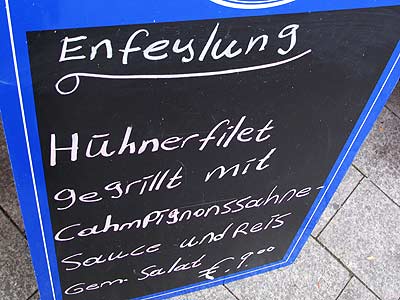 Enfeylung
Hühnerfilet
gegrillt mit
Cahmpignonssahne-
Sauce und Reis
Gem. Salat €.9.00